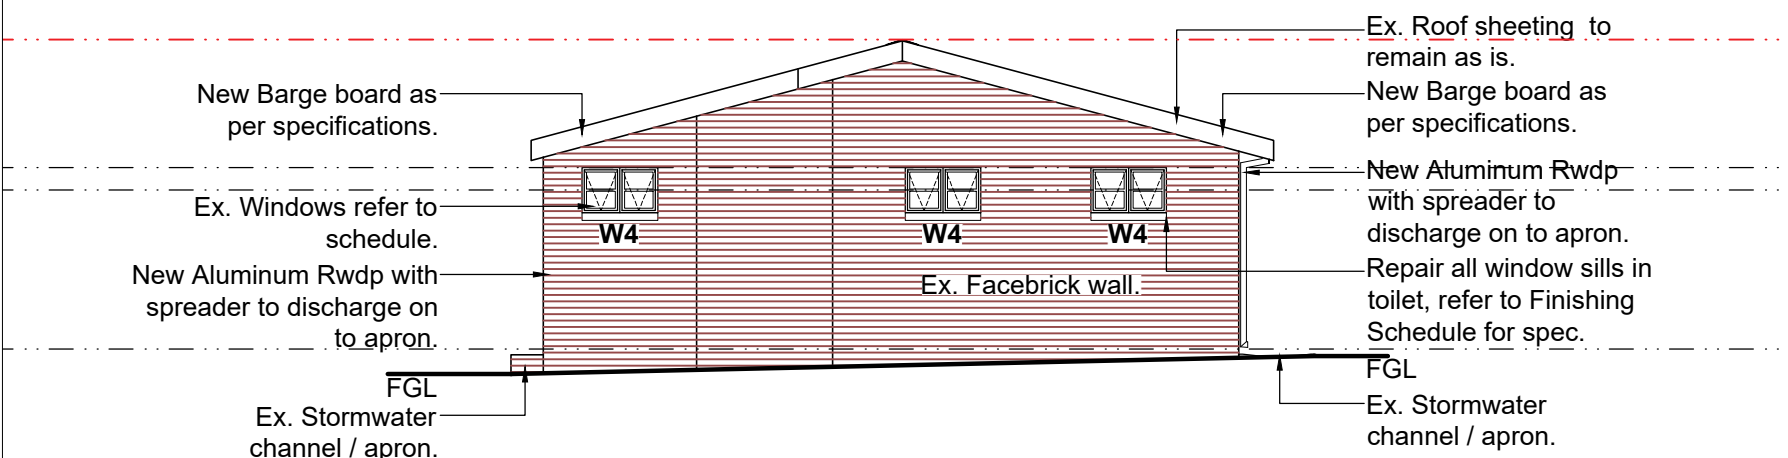 New Barge board as
per specifications.
Ex. Windows refer to
schedule.
New Aluminum Rwdp with
spreader to discharge on
to apron.
FGL
Ex. Stormwater
channel / apron.
W4
W4
W4
Ex. Facebrick wall.
Ex. Roof sheeting to
remain as is.
New Barge board as
per specifications.
New Aluminum Rwdp
with spreader to
discharge on to apron.
Repair all window sills in
toilet, refer to Finishing
Schedule for spec.
FGL
Ex. Stormwater
channel / apron.